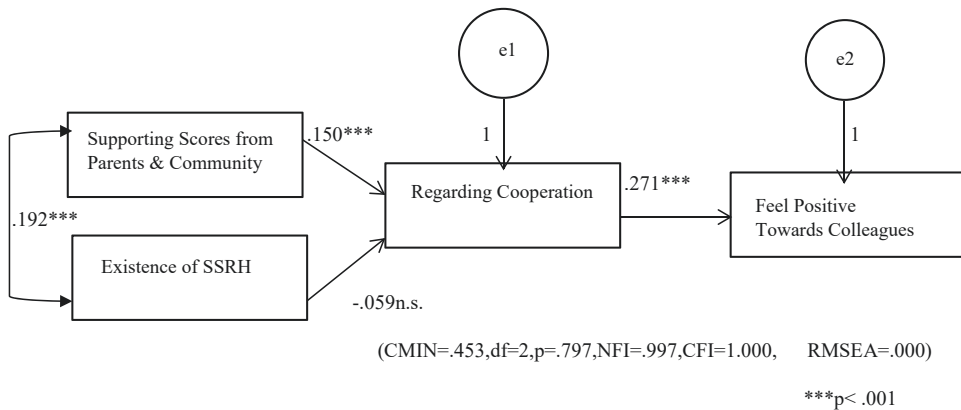 e1
e2
1
1
Supporting Scores from
Parents & Community
.150***
Regarding Cooperation
.271***
Feel Positive
Towards Colleagues
.192***
Existence of SSRH
-.059n.s.
(CMIN=.453,df=2,p=.797,NFI=.997,CFI=1.000, RMSEA=.000)
***p< .001